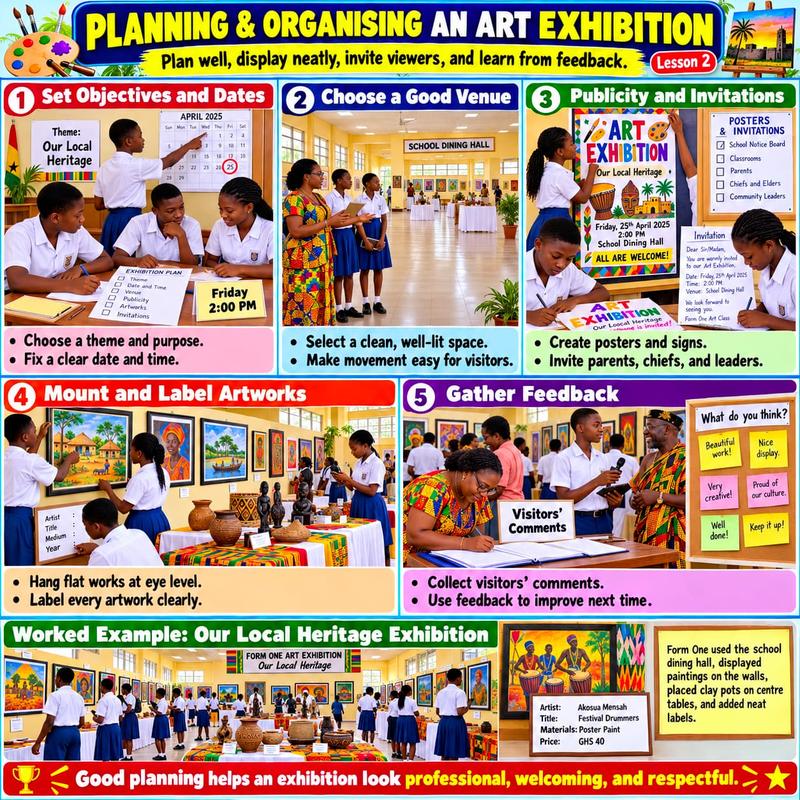 PLANNING & ORGANISING AN ART EXHIBITION
Plan well, display neatly, invite viewers, and learn from feedback.
Lesson 2
1 Set Objectives and Dates
Theme:
Our Local
Heritage
APRIL 2025
Sun Mon Tue Wed Thu Fri Sat
25
EXHIBITION PLAN
Theme
Date and Time
Venue
Publicity
Artworks
Invitations
Friday
2:00 PM
• Choose a theme and purpose.
• Fix a clear date and time.
2 Choose a Good Venue
SCHOOL DINING HALL
• Select a clean, well-lit space.
• Make movement easy for visitors.
3 Publicity and Invitations
ART
EXHIBITION
Our Local Heritage
Friday, 25th April 2025
2:00 PM
School Dining Hall
ALL ARE WELCOME!
POSTERS
& INVITATIONS
School Notice Board
Classrooms
Parents
Chiefs and Elders
Community Leaders
Invitation
Dear Sir/Madam,
You are warmly invited
to our Art Exhibition.
Date: Friday, 25th April 2025
Time: 2:00 PM
Venue: School Dining Hall
We look forward to
seeing you.
Form One Art Class
ART
EXHIBITION
Our Local Heritage
is invited!
• Create posters and signs.
• Invite parents, chiefs, and leaders.
4 Mount and Label Artworks
Artist
Title
Medium
Year
• Hang flat works at eye level.
• Label every artwork clearly.
5 Gather Feedback
Visitors'
Comments
What do you think?
Beautiful work!
Nice display.
Very creative!
Proud of our culture.
Well done!
Keep it up!
• Collect visitors' comments.
• Use feedback to improve next time.
Worked Example: Our Local Heritage Exhibition
FORM ONE ART EXHIBITION
Our Local Heritage
Artist: Akosua Mensah
Title: Festival Drummers
Materials: Poster Paint
Price: GHS 40
Form One used the school
dining hall, displayed
paintings on the walls,
placed clay pots on centre
tables, and added neat
labels.
Good planning helps an exhibition look professional, welcoming, and respectful.